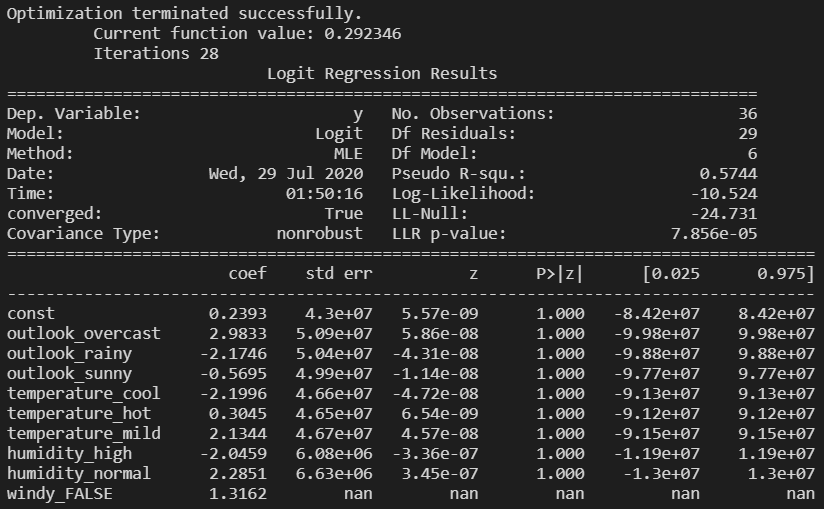 Optimization terminated successfully.
Current function value: 0.292346
Iterations 28
Logit Regression Results
==============================================================================
Dep. Variable: y No. Observations: 36
Model: Logit Df Residuals: 29
Method: MLE Df Model: 6
Date: Wed, 29 Jul 2020 Pseudo R-squ.: 0.5744
Time: 01:50:16 Log-Likelihood: -10.524
converged: True LL-Null: -24.731
Covariance Type: nonrobust LLR p-value: 7.856e-05
====================================================================================
coef std err z P>|z| [0.025 0.975]
------------------------------------------------------------------------------------
const 0.2393 4.3e+07 5.57e-09 1.000 -8.42e+07 8.42e+07
outlook_overcast 2.9833 5.09e+07 5.86e-08 1.000 -9.98e+07 9.98e+07
outlook_rainy -2.1746 5.04e+07 -4.31e-08 1.000 -9.88e+07 9.88e+07
outlook_sunny -0.5695 4.99e+07 -1.14e-08 1.000 -9.77e+07 9.77e+07
temperature_cool -2.1996 4.66e+07 -4.72e-08 1.000 -9.13e+07 9.13e+07
temperature_hot 0.3045 4.65e+07 6.54e-09 1.000 -9.12e+07 9.12e+07
temperature_mild 2.1344 4.67e+07 4.57e-08 1.000 -9.15e+07 9.15e+07
humidity_high -2.0459 6.08e+06 -3.36e-07 1.000 -1.19e+07 1.19e+07
humidity_normal 2.2851 6.63e+06 3.45e-07 1.000 -1.3e+07 1.3e+07
windy_FALSE 1.3162 nan nan nan nan nan